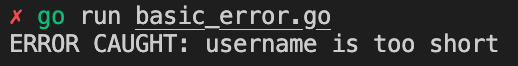 ✗ go run basic_error.go
ERROR CAUGHT: username is too short